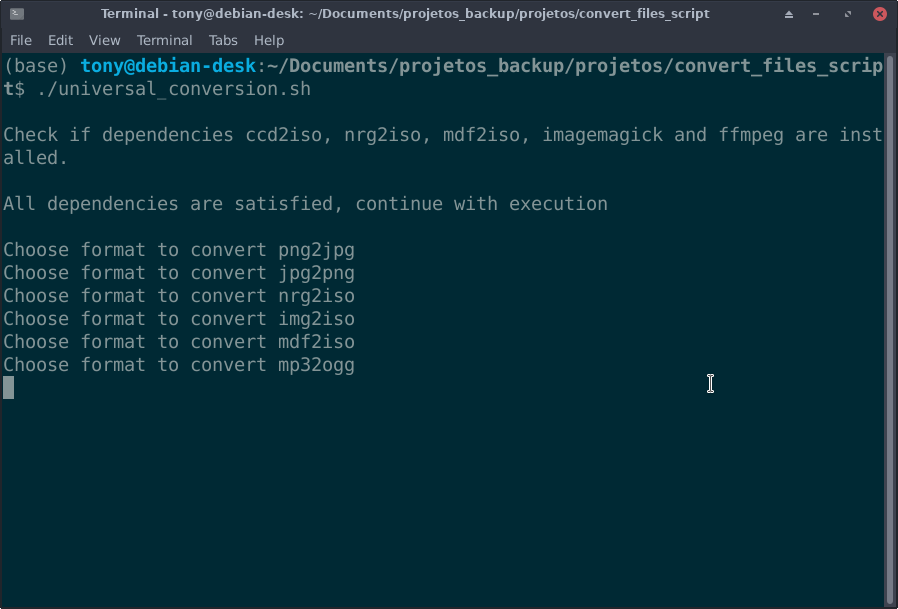 Terminal - tony@debian-desk: ~/Documents/projetos_backup/projetos/convert_files_script
File Edit View Terminal Tabs Help
(base) tony@debian-desk:~/Documents/projetos_backup/projetos/convert_files_scrip
t$ ./universal_conversion.sh
Check if dependencies ccd2iso, nrg2iso, mdf2iso, imagemagick and ffmpeg are inst
alled.
All dependencies are satisfied, continue with execution
Choose format to convert png2jpg
Choose format to convert jpg2png
Choose format to convert nrg2iso
Choose format to convert img2iso
Choose format to convert mdf2iso
Choose format to convert mp32ogg